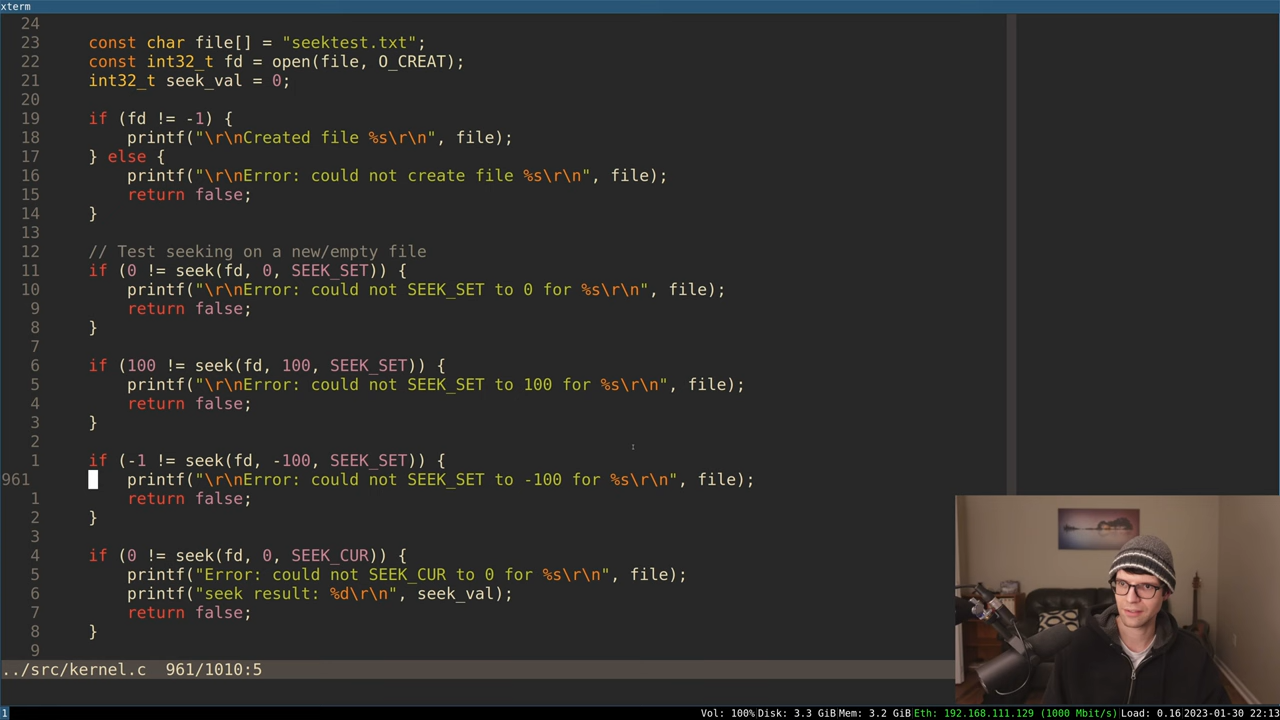 xterm
24
23 const char file[] = "seektest.txt";
22 const int32_t fd = open(file, O_CREAT);
21 int32_t seek_val = 0;
20
19 if (fd != -1) {
18 printf("\r\nCreated file %s\r\n", file);
17 } else {
16 printf("\r\nError: could not create file %s\r\n", file);
15 return false;
14 }
13
12 // Test seeking on a new/empty file
11 if (0 != seek(fd, 0, SEEK_SET)) {
10 printf("\r\nError: could not SEEK_SET to 0 for %s\r\n", file);
9 return false;
8 }
7
6 if (100 != seek(fd, 100, SEEK_SET)) {
5 printf("\r\nError: could not SEEK_SET to 100 for %s\r\n", file);
4 return false;
3 }
2
1 if (-1 != seek(fd, -100, SEEK_SET)) {
961 printf("\r\nError: could not SEEK_SET to -100 for %s\r\n", file);
1 return false;
2 }
3
4 if (0 != seek(fd, 0, SEEK_CUR)) {
5 printf("Error: could not SEEK_CUR to 0 for %s\r\n", file);
6 printf("seek result: %d\r\n", seek_val);
7 return false;
8 }
9
../src/kernel.c 961/1010:5
1 Vol: 100% Disk: 3.3 GiB Mem: 3.2 GiB Eth: 192.168.111.129 (1000 Mbit/s) Load: 0.16 2023-01-30 22:13